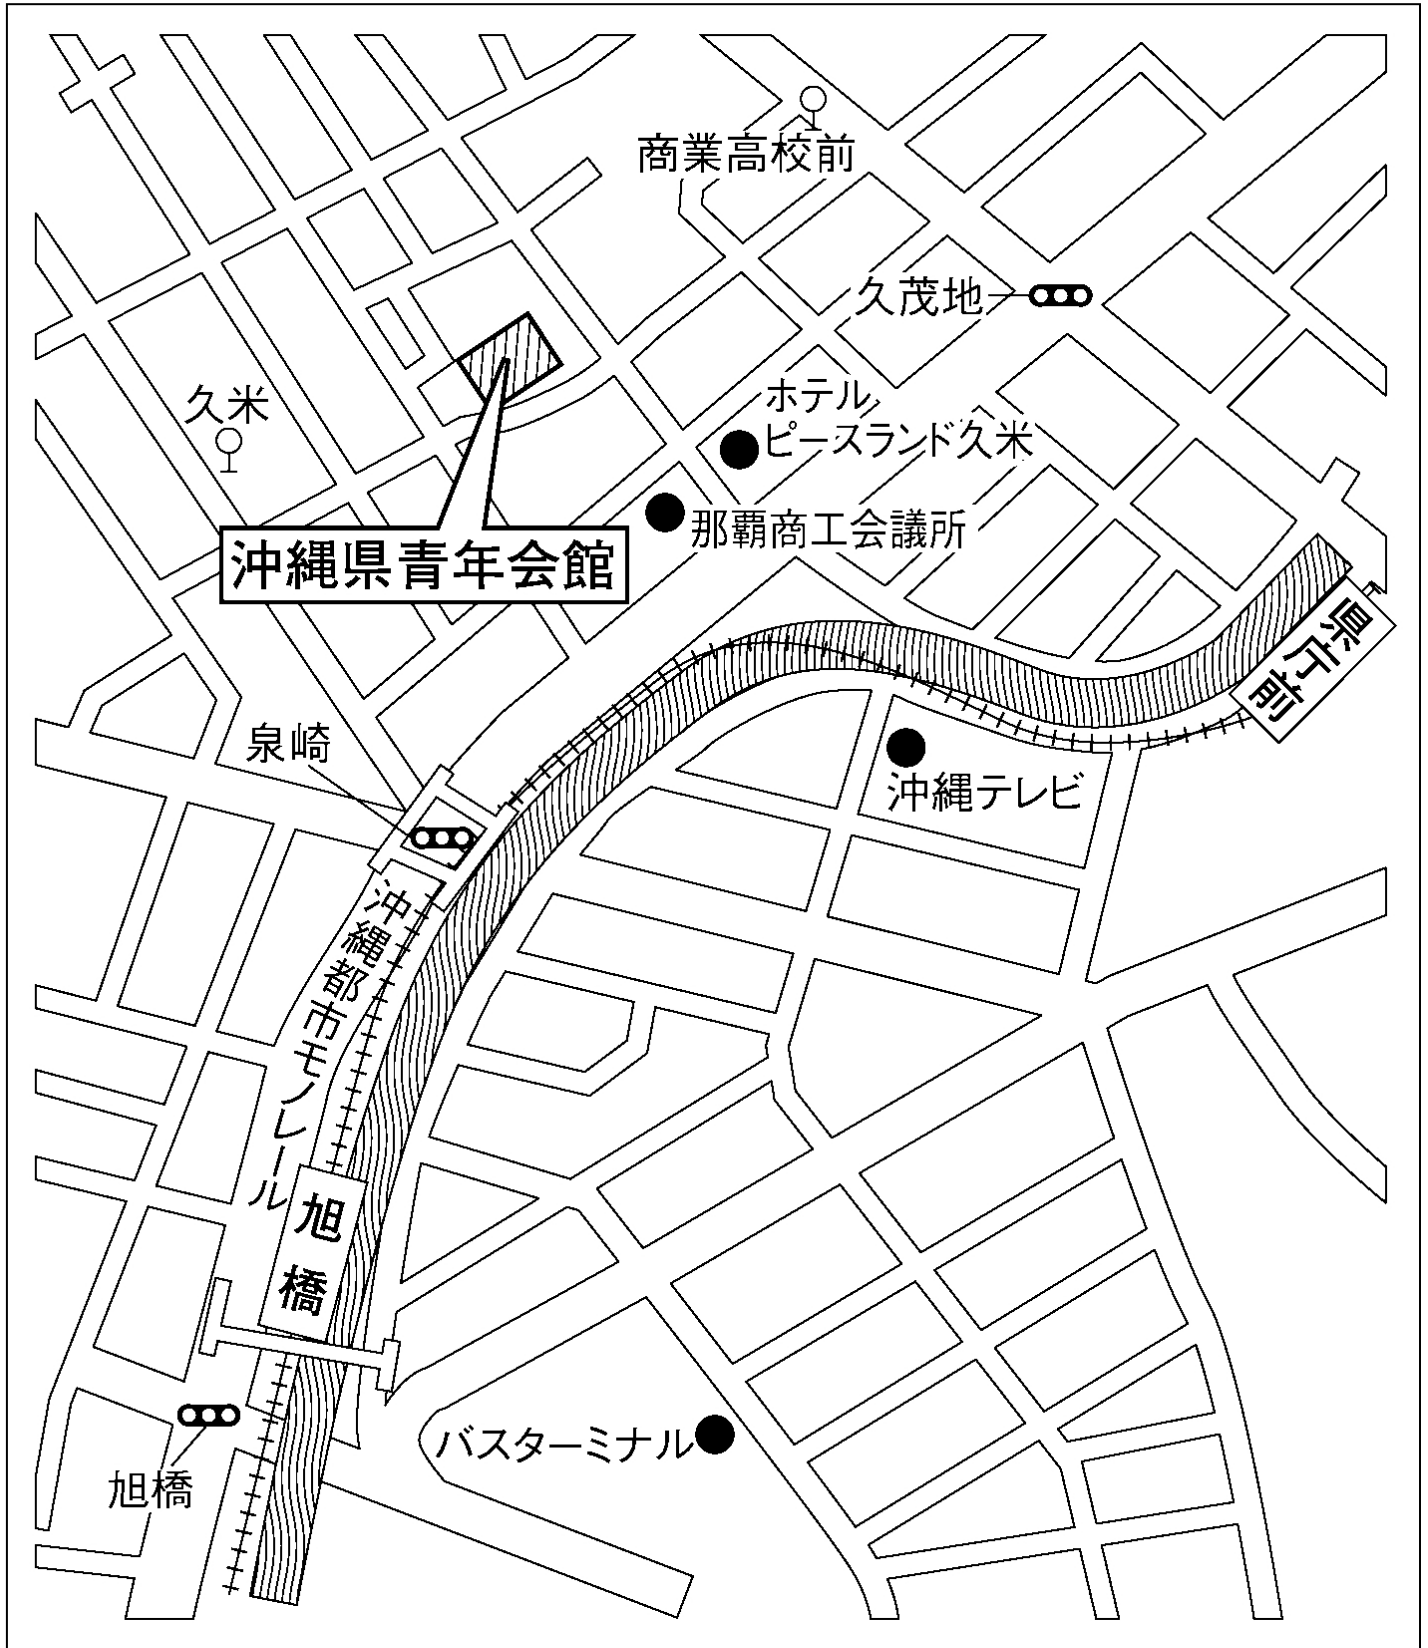 商業高校前
久茂地
久米
ホテル
ピースランド久米
那覇商工会議所
沖縄県青年会館
県庁前
泉崎
沖縄テレビ
沖縄都市モノレール
旭橋
バスターミナル
旭橋